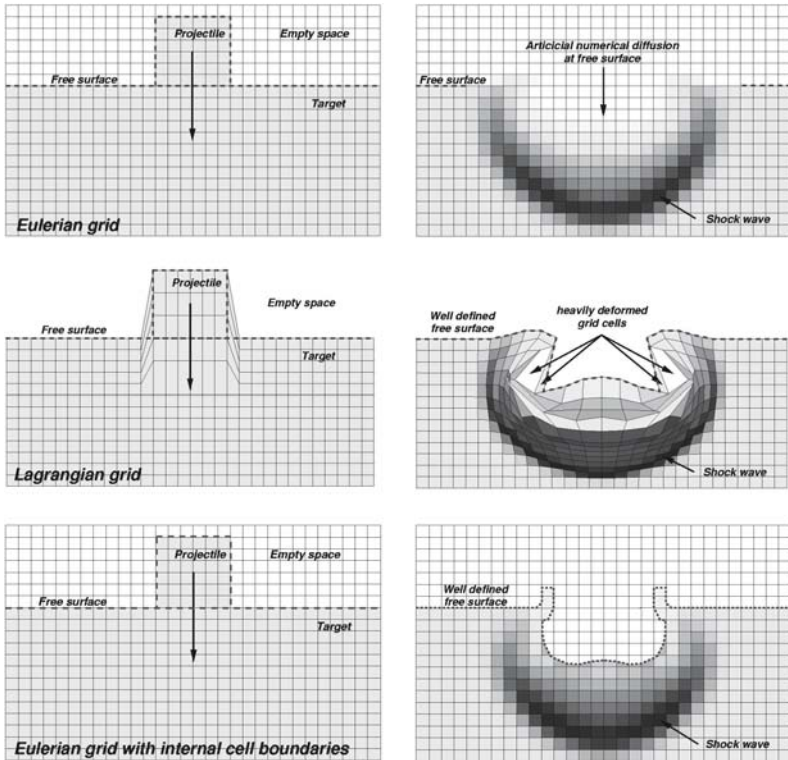 Projectile
Empty space
Free surface
Target
Eulerian grid
Articicial numerical diffusion
at free surface
Free surface
Shock wave
Projectile
Empty space
Free surface
Target
Lagrangian grid
Well defined
free surface
heavily deformed
grid cells
Shock wave
Projectile
Empty space
Free surface
Target
Eulerian grid with internal cell boundaries
Well defined
free surface
Shock wave